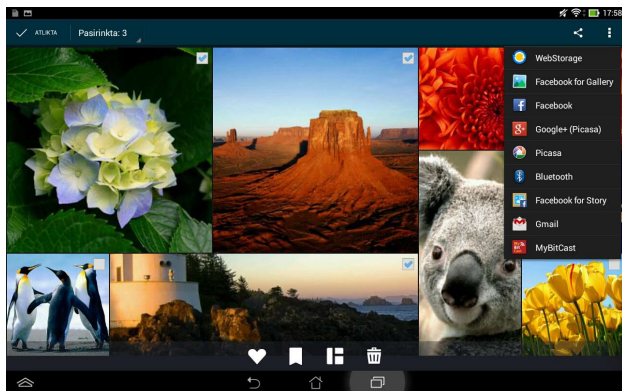 17:58
ATLIKTA
Pasirinkta: 3
WebStorage
Facebook for Gallery
Facebook
Google+ (Picasa)
Picasa
Bluetooth
Facebook for Story
Gmail
MyBitCast